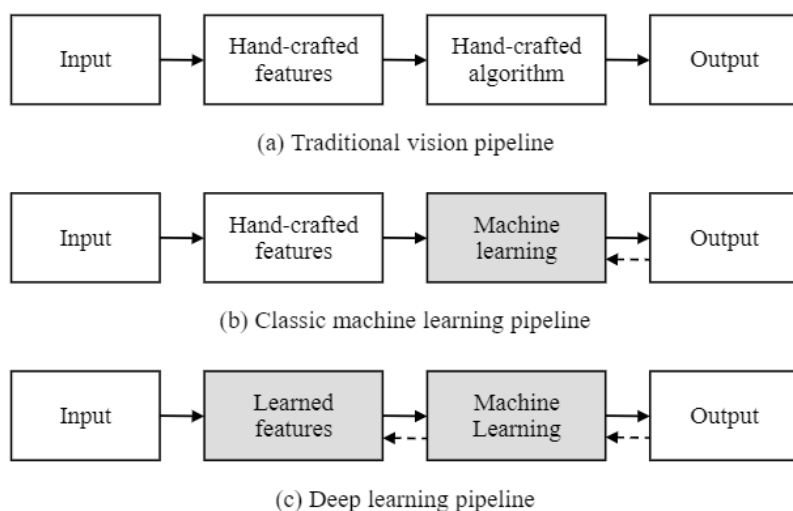 Input
Hand-crafted
features
Hand-crafted
algorithm
Output
(a) Traditional vision pipeline
Input
Hand-crafted
features
Machine
learning
Output
(b) Classic machine learning pipeline
Input
Learned
features
Machine
Learning
Output
(c) Deep learning pipeline